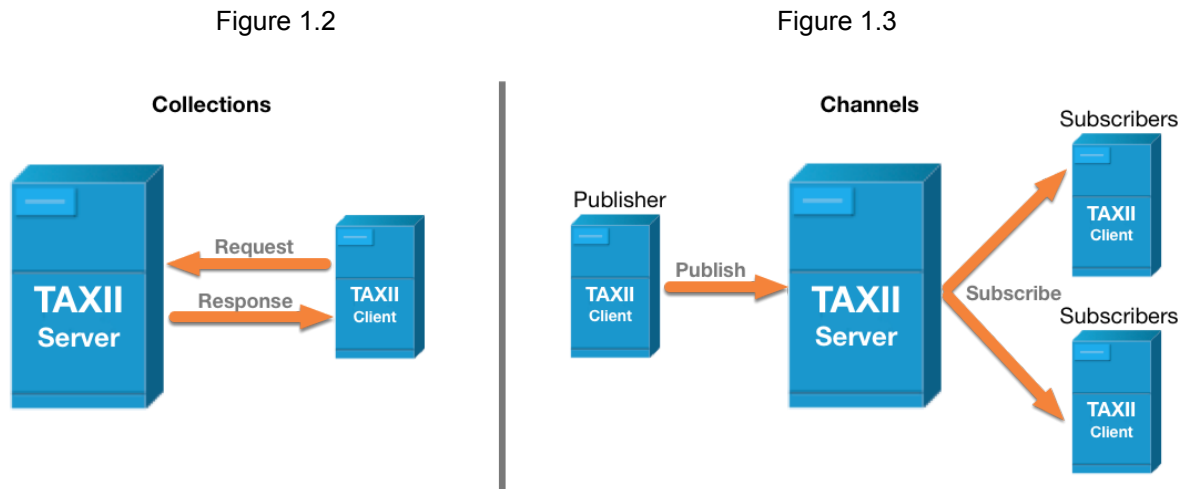 Figure 1.2
Collections
TAXII
Server
Request
Response
TAXII
Client
Figure 1.3
Channels
Publisher
TAXII
Client
Publish
TAXII
Server
Subscribe
Subscribers
TAXII
Client
Subscribers
TAXII
Client